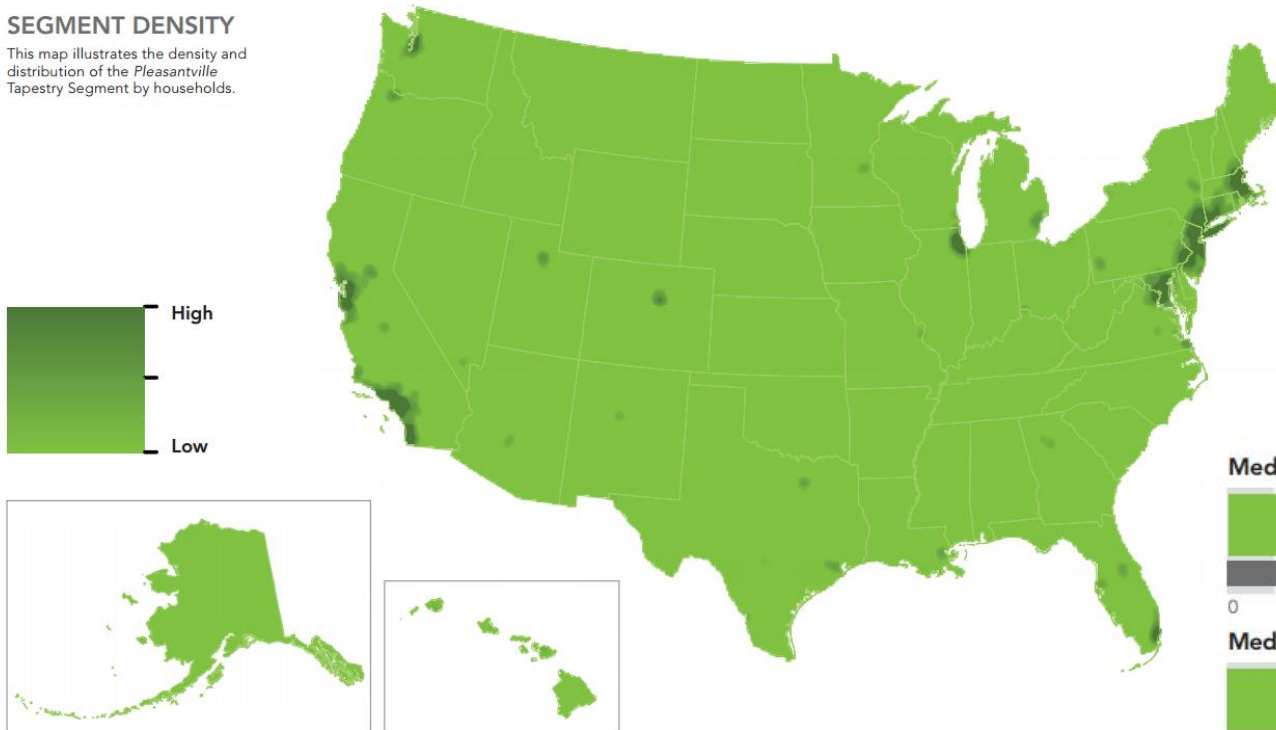 SEGMENT DENSITY
This map illustrates the density and
distribution of the Pleasantville
Tapestry Segment by households.
High
Low
Med
0
Med